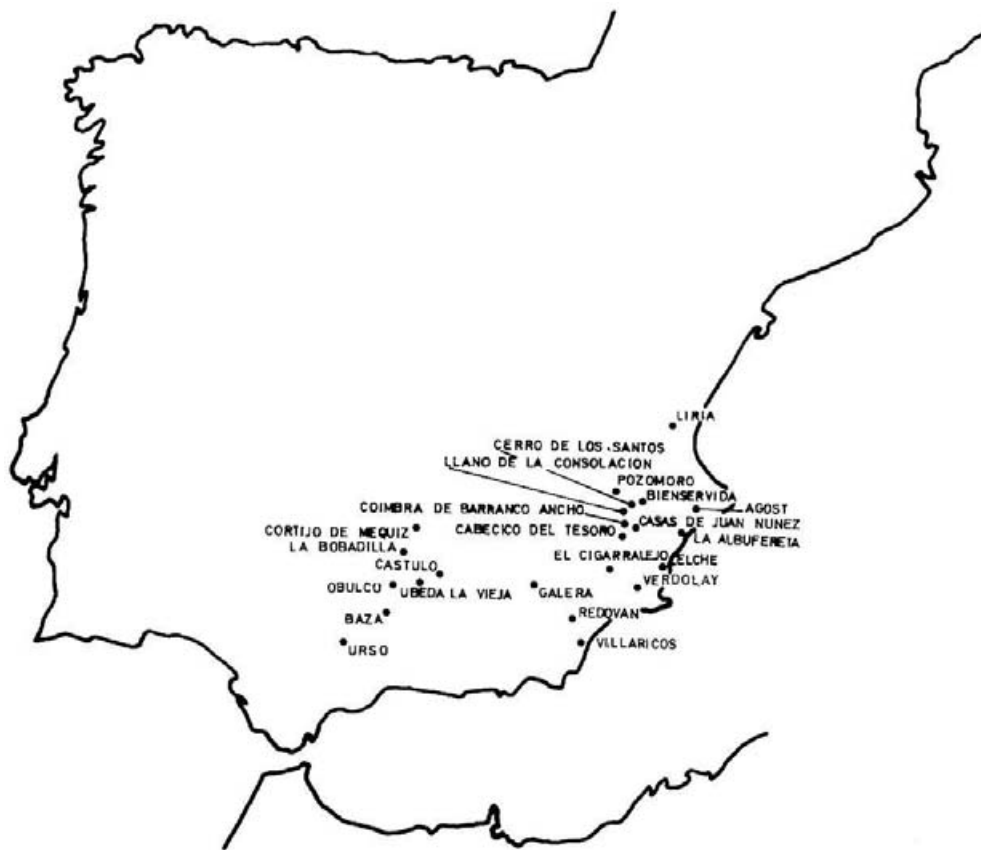 LIRIA
CERRO DE LOS SANTOS
LLANO DE LA CONSOLACION
POZOMORO
BIENSERVIDA
COIMBRA DE BARRANCO ANCHO
AGOST
CORTIJO DE MEQUIZ
CABECICO DEL TESORO
CASAS DE JUAN NUNEZ
LA ALBUFERETA
LA BOBADILLA
EL CIGARRALEJO
ELCHE
CASTULO
OBULCO
UBEDA LA VIEJA
GALERA
VERDOLAY
BAZA
REDOVAN
URSO
VILLARICOS